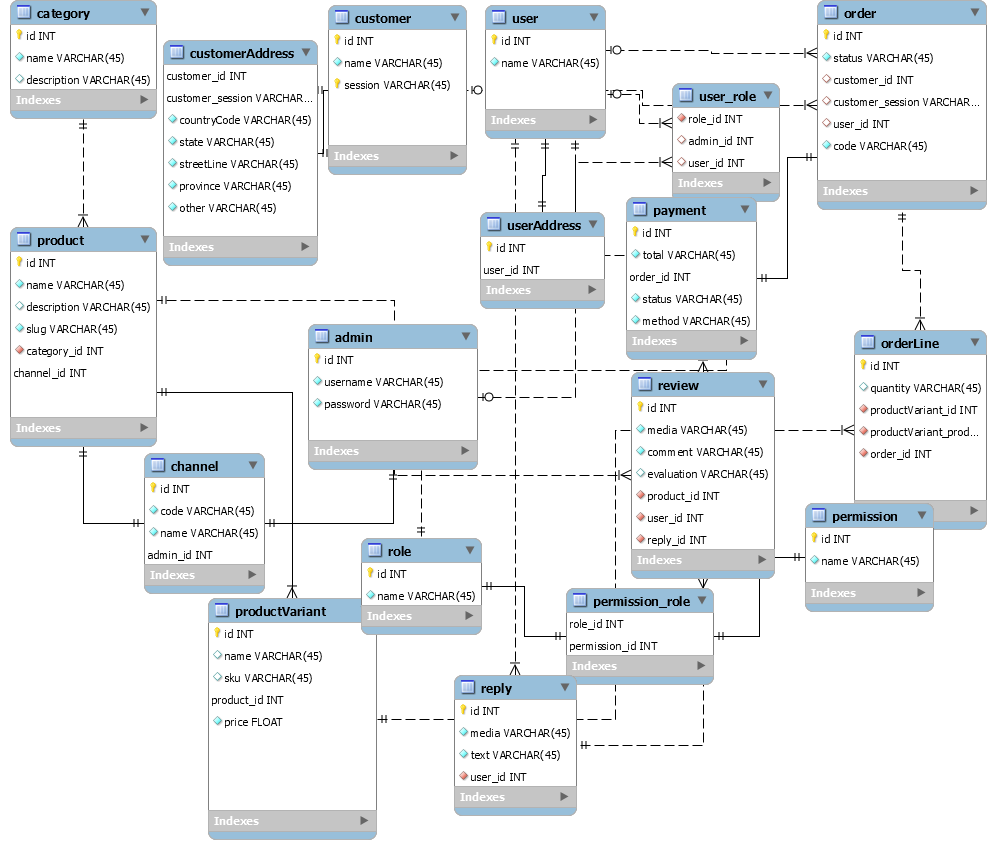 category
id INT
name VARCHAR(45)
description VARCHAR(45)
Indexes
customerAddress
customer_id INT
customer_session VARCHAR...
countryCode VARCHAR(45)
state VARCHAR(45)
streetLine VARCHAR(45)
province VARCHAR(45)
other VARCHAR(45)
Indexes
customer
id INT
name VARCHAR(45)
session VARCHAR(45)
Indexes
user
id INT
name VARCHAR(45)
Indexes
user_role
role_id INT
admin_id INT
user_id INT
Indexes
order
id INT
status VARCHAR(45)
customer_id INT
customer_session VARCHAR...
user_id INT
code VARCHAR(45)
Indexes
product
id INT
name VARCHAR(45)
description VARCHAR(45)
slug VARCHAR(45)
category_id INT
channel_id INT
Indexes
userAddress
id INT
user_id INT
Indexes
payment
id INT
total VARCHAR(45)
order_id INT
status VARCHAR(45)
method VARCHAR(45)
Indexes
admin
id INT
username VARCHAR(45)
password VARCHAR(45)
Indexes
review
id INT
media VARCHAR(45)
comment VARCHAR(45)
evaluation VARCHAR(45)
product_id INT
user_id INT
reply_id INT
Indexes
orderLine
id INT
quantity VARCHAR(45)
productVariant_id INT
productVariant_prod...
order_id INT
channel
id INT
code VARCHAR(45)
name VARCHAR(45)
admin_id INT
Indexes
role
id INT
name VARCHAR(45)
Indexes
permission
id INT
name VARCHAR(45)
Indexes
productVariant
id INT
name VARCHAR(45)
sku VARCHAR(45)
product_id INT
price FLOAT
Indexes
permission_role
role_id INT
permission_id INT
Indexes
reply
id INT
media VARCHAR(45)
text VARCHAR(45)
user_id INT
Indexes